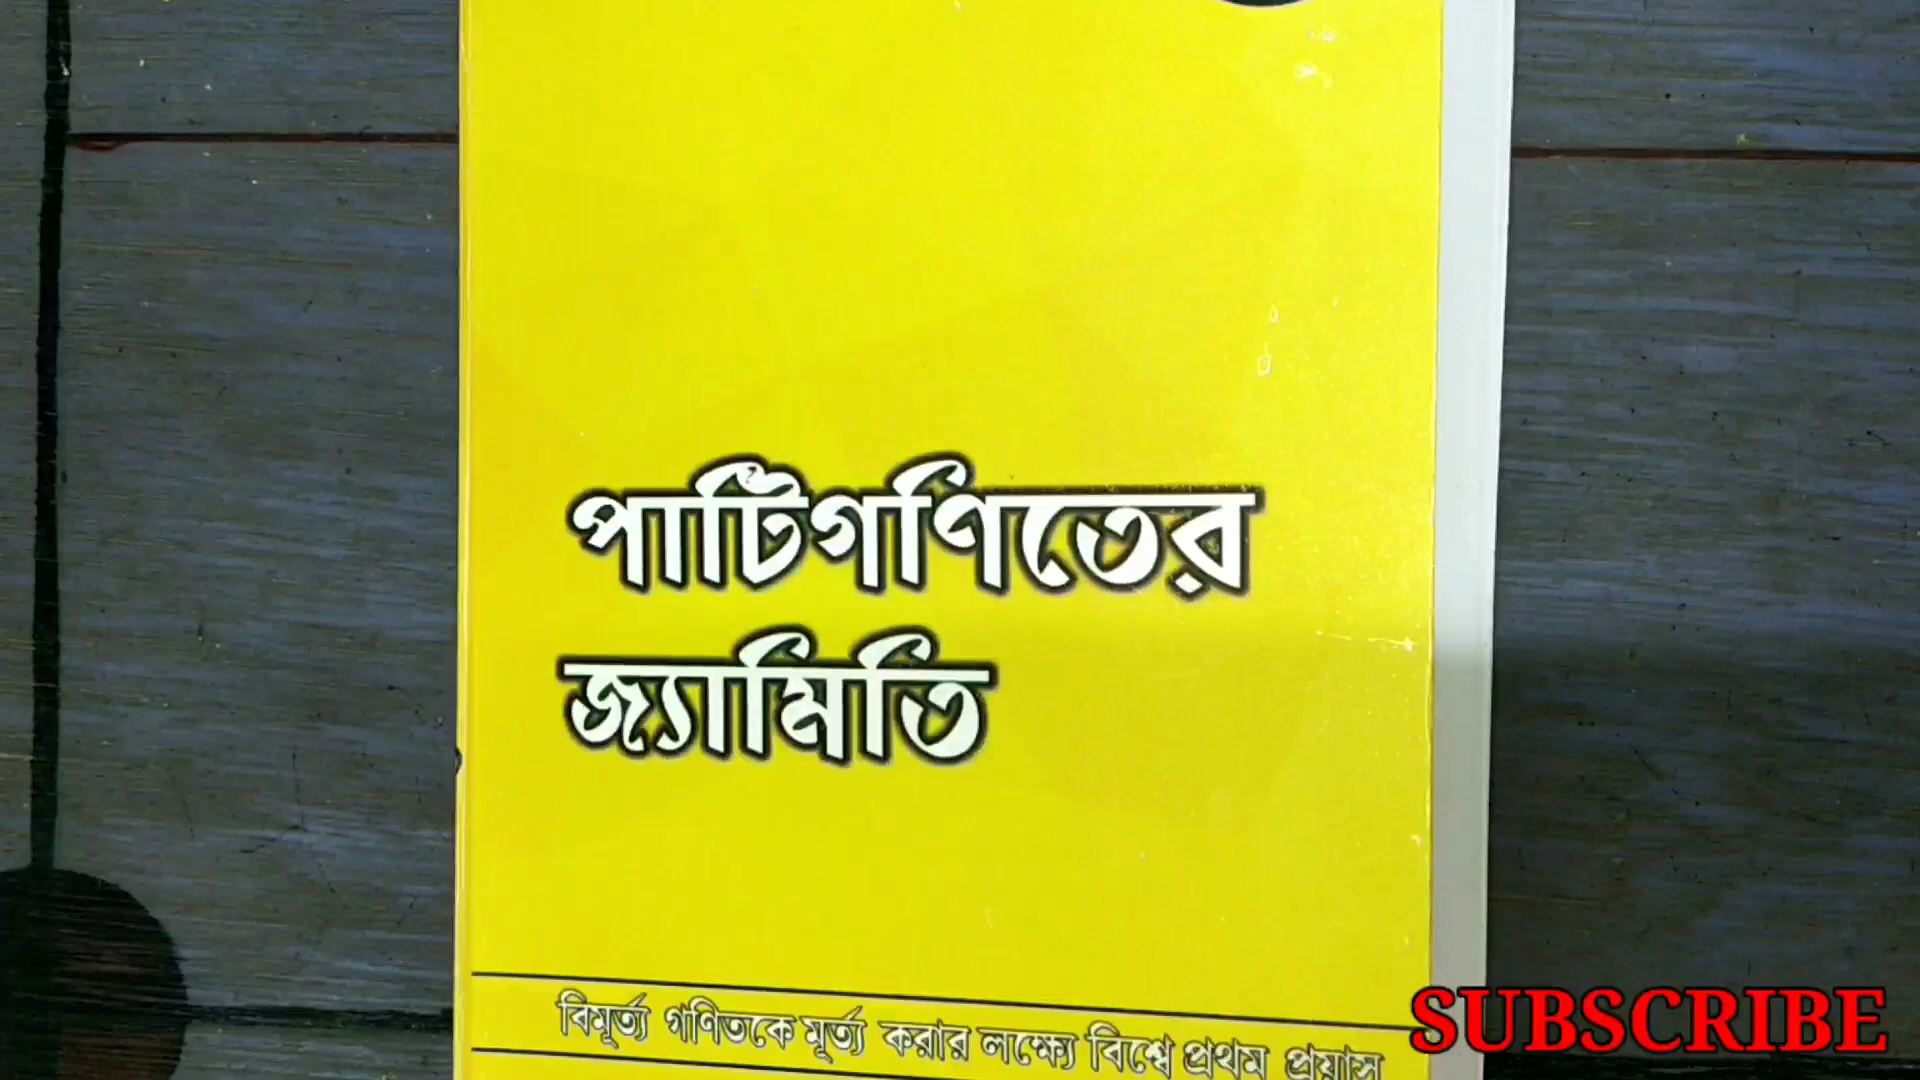 পাটিগণিতের
জ্যামিতি
বিমূর্ত্য গণিতকে মূর্ত্য করার লক্ষ্যে বিশ্বে প্রথম প্রয়াস
SUBSCRIBE